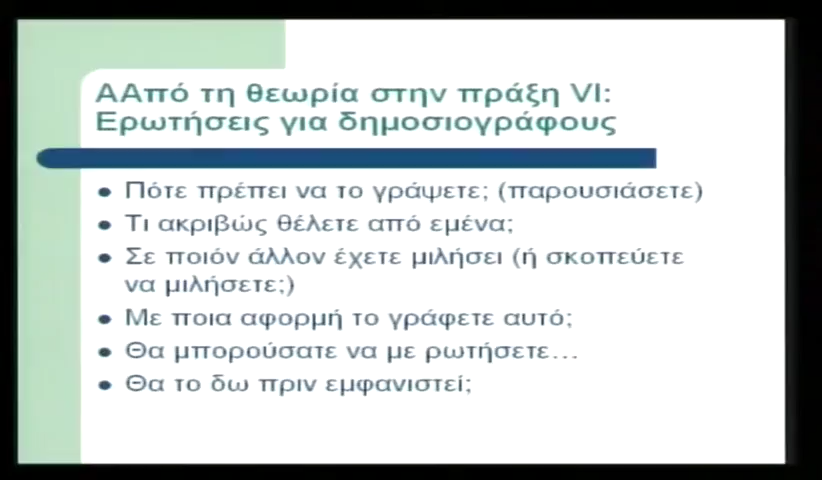 ΑΑπό τη θεωρία στην πράξη VI:
Ερωτήσεις για δημοσιογράφους
• Πότε πρέπει να το γράψετε; (παρουσιάσετε)
• Τι ακριβώς θέλετε από εμένα;
• Σε ποιόν άλλον έχετε μιλήσει (ή σκοπεύετε
να μιλήσετε;)
• Με ποια αφορμή το γράφετε αυτό;
• Θα μπορούσατε να με ρωτήσετε…
• Θα το δω πριν εμφανιστεί;